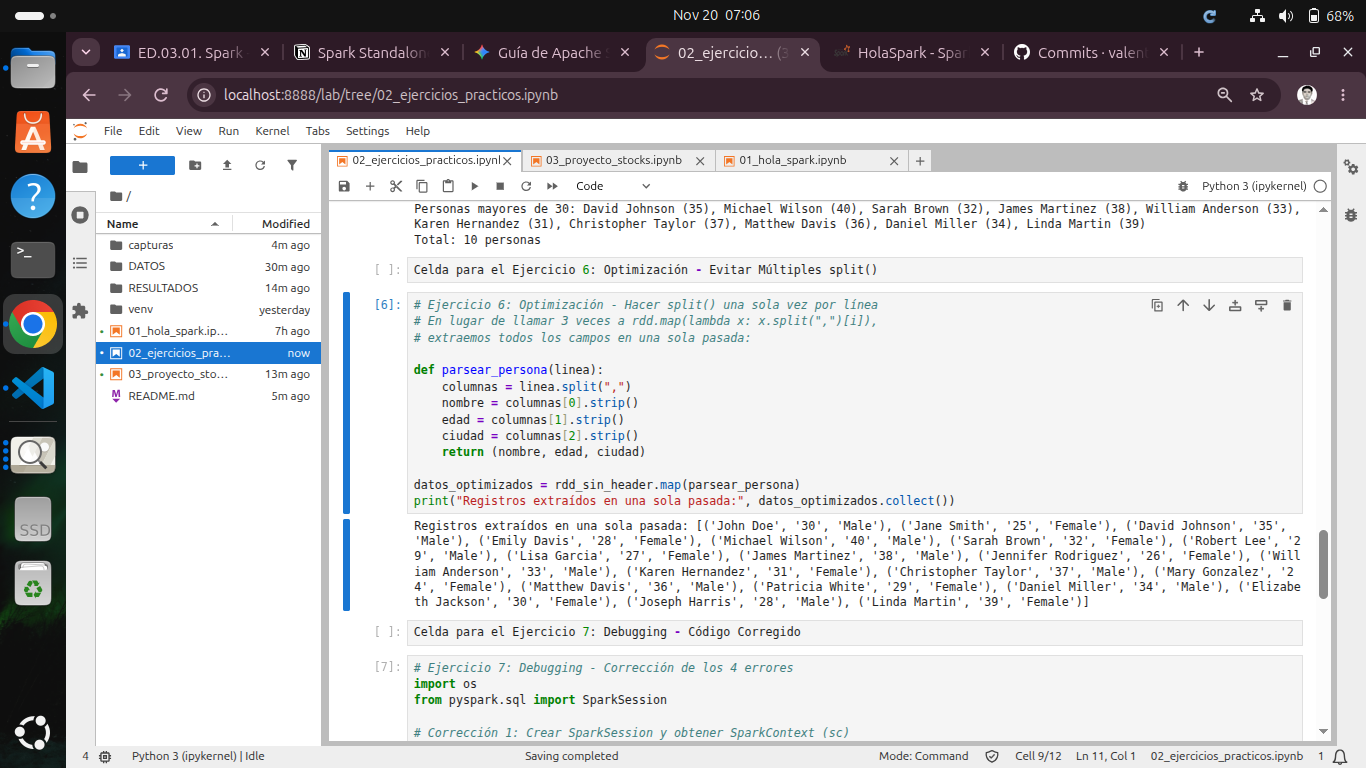 Nov 20 07:06
68%
ED.03.01. Spark
Spark Standalon
Guía de Apache S
02_ejercicio… (3
HolaSpark - Spar
Commits · valen
localhost:8888/lab/tree/02_ejercicios_practicos.ipynb
File Edit View Run Kernel Tabs Settings Help
02_ejercicios_practicos.ipynl
03_proyecto_stocks.ipynb
01_hola_spark.ipynb
Code
Python 3 (ipykernel)
/
Name Modified
capturas 4m ago
DATOS 30m ago
RESULTADOS 14m ago
venv yesterday
01_hola_spark.ip… 7h ago
02_ejercicios_pra… now
03_proyecto_sto… 13m ago
README.md 5m ago
Personas mayores de 30: David Johnson (35), Michael Wilson (40), Sarah Brown (32), James Martinez (38), William Anderson (33),
Karen Hernandez (31), Christopher Taylor (37), Matthew Davis (36), Daniel Miller (34), Linda Martin (39)
Total: 10 personas
[ ]: Celda para el Ejercicio 6: Optimización - Evitar Múltiples split()
[6]: # Ejercicio 6: Optimización - Hacer split() una sola vez por línea
# En lugar de llamar 3 veces a rdd.map(lambda x: x.split(",")[i]),
# extraemos todos los campos en una sola pasada:
def parsear_persona(linea):
columnas = linea.split(",")
nombre = columnas[0].strip()
edad = columnas[1].strip()
ciudad = columnas[2].strip()
return (nombre, edad, ciudad)
datos_optimizados = rdd_sin_header.map(parsear_persona)
print("Registros extraídos en una sola pasada:", datos_optimizados.collect())
Registros extraídos en una sola pasada: [('John Doe', '30', 'Male'), ('Jane Smith', '25', 'Female'), ('David Johnson', '35',
'Male'), ('Emily Davis', '28', 'Female'), ('Michael Wilson', '40', 'Male'), ('Sarah Brown', '32', 'Female'), ('Robert Lee', '2
9', 'Male'), ('Lisa Garcia', '27', 'Female'), ('James Martinez', '38', 'Male'), ('Jennifer Rodriguez', '26', 'Female'), ('Will
iam Anderson', '33', 'Male'), ('Karen Hernandez', '31', 'Female'), ('Christopher Taylor', '37', 'Male'), ('Mary Gonzalez', '2
4', 'Female'), ('Matthew Davis', '36', 'Male'), ('Patricia White', '29', 'Female'), ('Daniel Miller', '34', 'Male'), ('Elizabe
th Jackson', '30', 'Female'), ('Joseph Harris', '28', 'Male'), ('Linda Martin', '39', 'Female')]
[ ]: Celda para el Ejercicio 7: Debugging - Código Corregido
[7]: # Ejercicio 7: Debugging - Corrección de los 4 errores
import os
from pyspark.sql import SparkSession
# Corrección 1: Crear SparkSession y obtener SparkContext (sc)
SSD
4
Python 3 (ipykernel) | Idle
Saving completed
Mode: Command
Cell 9/12
Ln 11, Col 1
02_ejercicios_practicos.ipynb
1